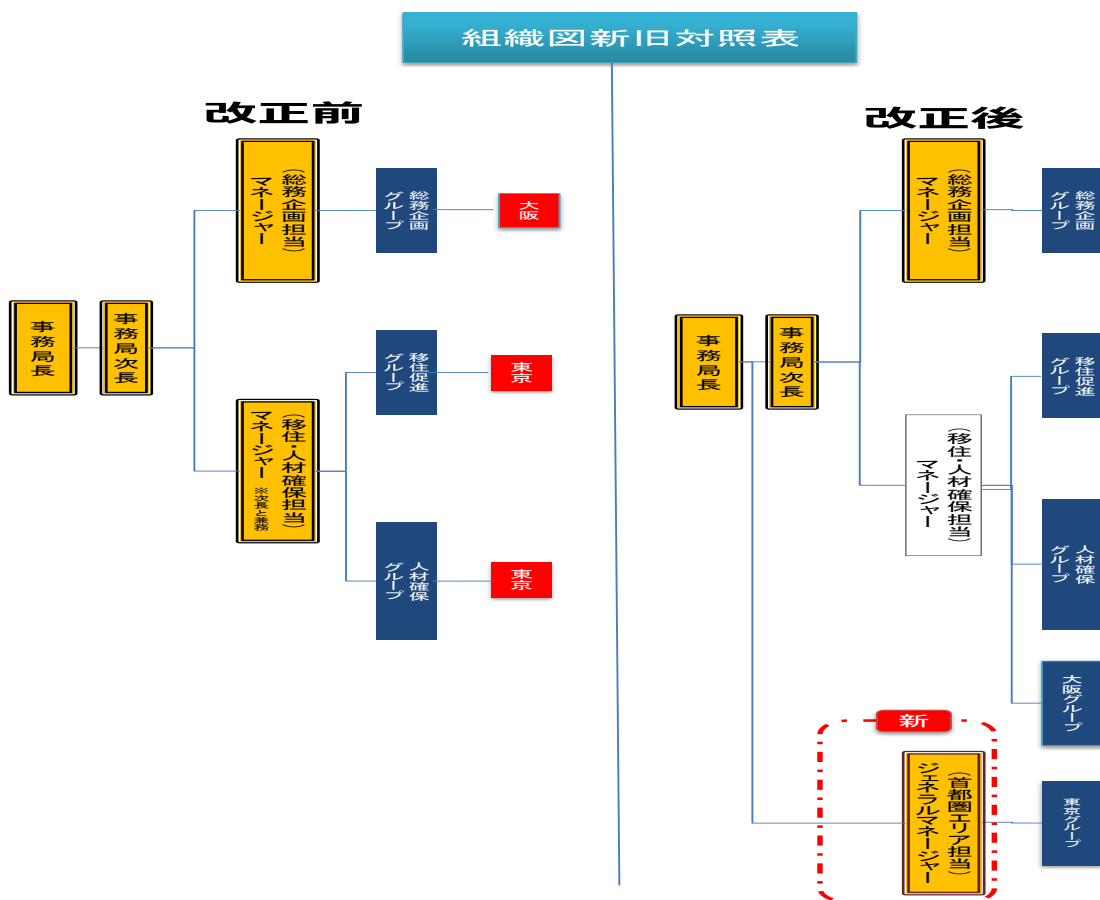 組織図新旧対照表
改正前
事務局長
事務局次長
（総務企画担当）
マネージャー
総務企画
グループ
大阪
（移住・人材確保担当）
マネージャー ※次長と兼務
移住促進
グループ
東京
人材確保
グループ
東京
改正後
事務局長
事務局次長
（総務企画担当）
マネージャー
総務企画
グループ
（移住・人材確保担当）
マネージャー
移住促進
グループ
人材確保
グループ
大阪グループ
新
（首都圏エリア担当）
ジェネラルマネージャー
東京グループ